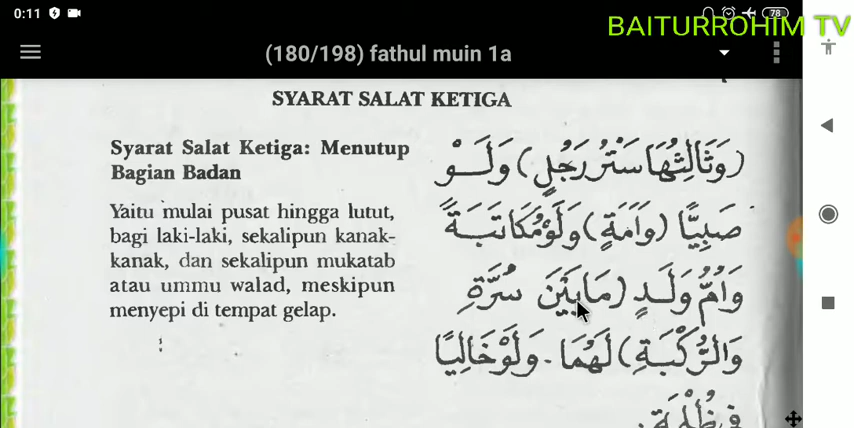 0:11
78
BAITURROHIM TV
(180/198) fathul muin 1a
SYARAT SALAT KETIGA
Syarat Salat Ketiga: Menutup
Bagian Badan
Yaitu mulai pusat hingga lutut,
bagi laki-laki, sekalipun kanak-
kanak, dan sekalipun mukatab
atau ummu walad, meskipun
menyepi di tempat gelap.
(وَثَالِثُهَا سَتْرُ رَجُلٍ) وَلَوْ
صَبِيًّا (وَأَمَةٍ) وَلَوْ مُكَاتَبَةً
وَاُمُّ وَلَدٍ (مَا بَيْنَ سُرَّةٍ
وَالرُّكْبَةِ) لَهُمَا. وَلَوْ خَالِيًا
فِى ظُلْمَةٍ.